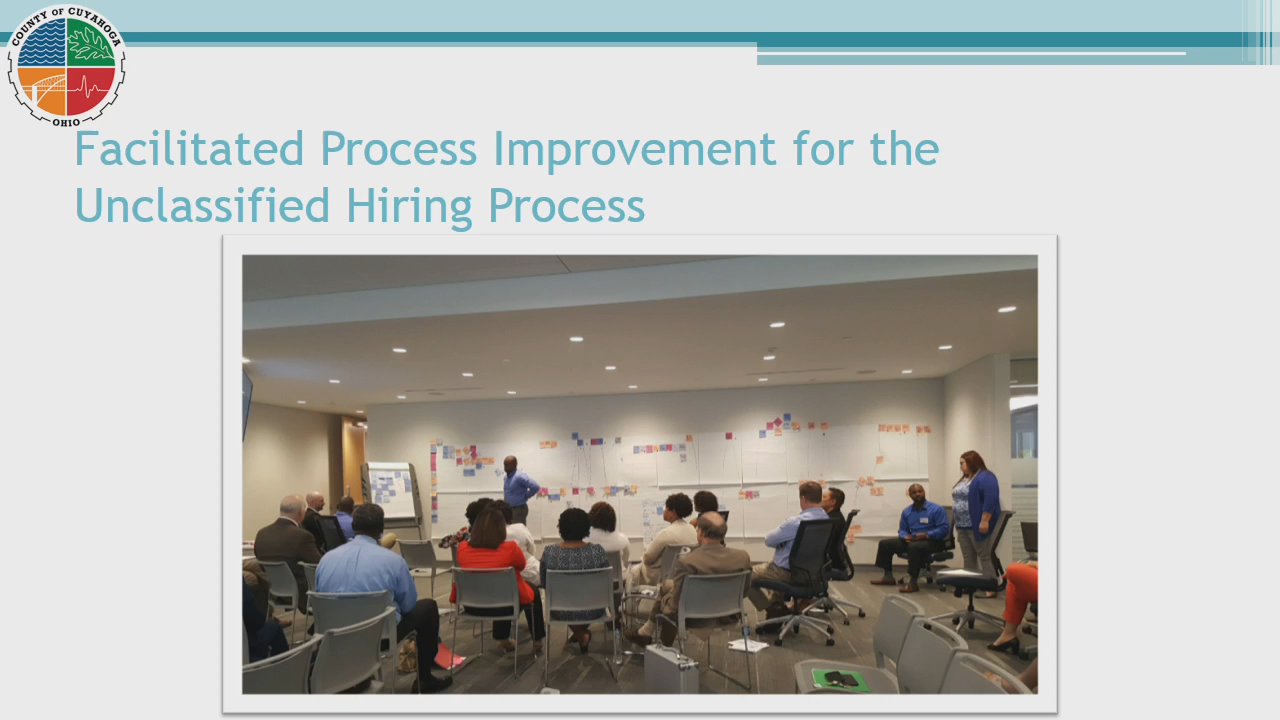 COUNTY OF CUYAHOGA
OHIO
Facilitated Process Improvement for the
Unclassified Hiring Process